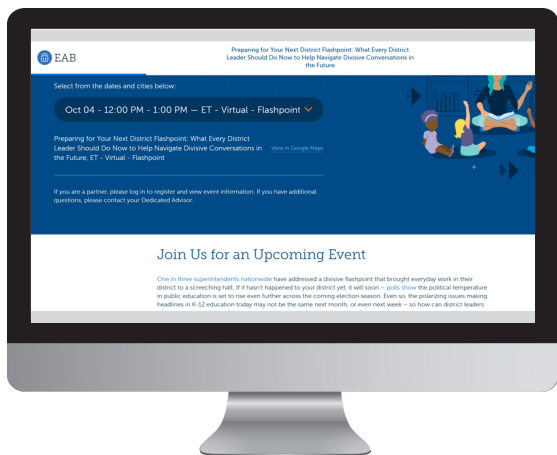 EAB
Preparing for Your Next District Flashpoint: What Every District
Leader Should Do Now to Help Navigate Divisive Conversations in
the Future
Select from the dates and cities below:
Oct 04 - 12:00 PM - 1:00 PM — ET - Virtual - Flashpoint
Preparing for Your Next District Flashpoint: What Every District
Leader Should Do Now to Help Navigate Divisive Conversations in
the Future, ET - Virtual - Flashpoint
View in Google Maps
If you are a partner, please log in to register and view event information. If you have additional
questions, please contact your Dedicated Advisor.
Join Us for an Upcoming Event
One in three superintendents nationwide have addressed a divisive flashpoint that brought everyday work in their
district to a screeching halt. If it hasn't happened to your district yet, it will soon – polls show the political temperature
in public education is set to rise even further across the coming election season. Even so, the polarizing issues making
headlines in K-12 education today may not be the same next month, or even next week – so how can district leaders